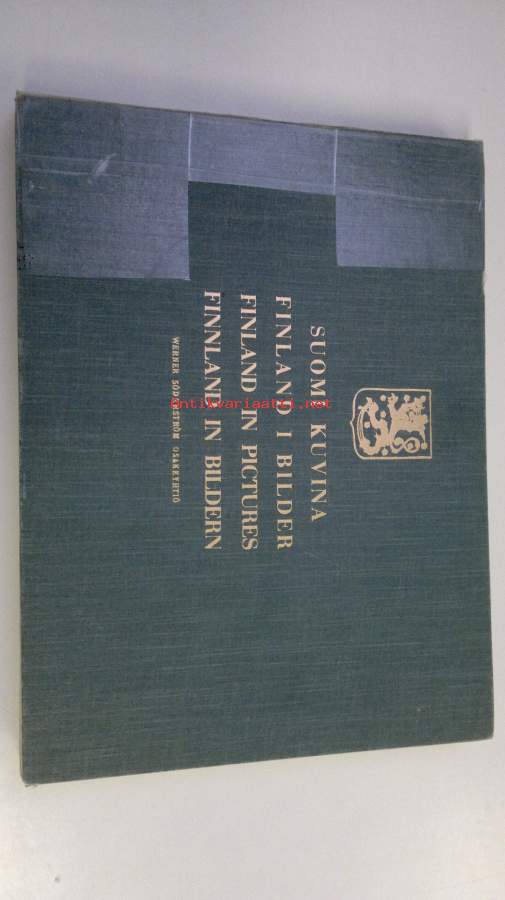 SUOMI KUVINA
FINLAND I BILDER
FINLAND IN PICTURES
FINNLAND IN BILDERN
WERNER SÖDERSTRÖM OSAKEYHTIÖ
Antikvariaatti.net